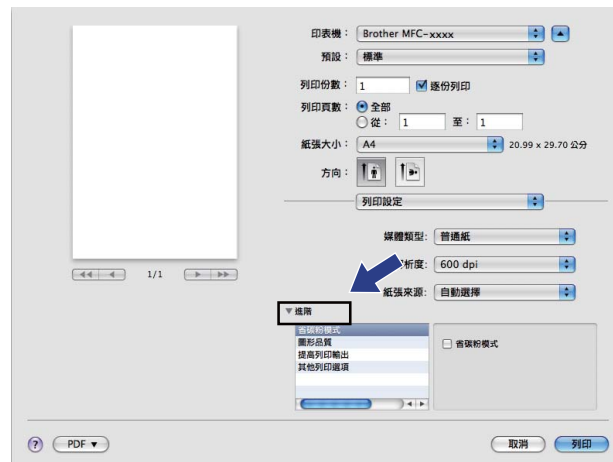 印表機： Brother MFC-xxxx
預設： 標準
列印份數： 1 逐份列印
列印頁數： 全部
從： 1 至： 1
紙張大小： A4 20.99 x 29.70 公分
方向：
列印設定
媒體類型: 普通紙
析度: 600 dpi
紙張來源: 自動選擇
1/1
進階
省碳粉模式
圖形品質
提高列印輸出
其他列印選項
省碳粉模式
? PDF ▼ 取消 列印